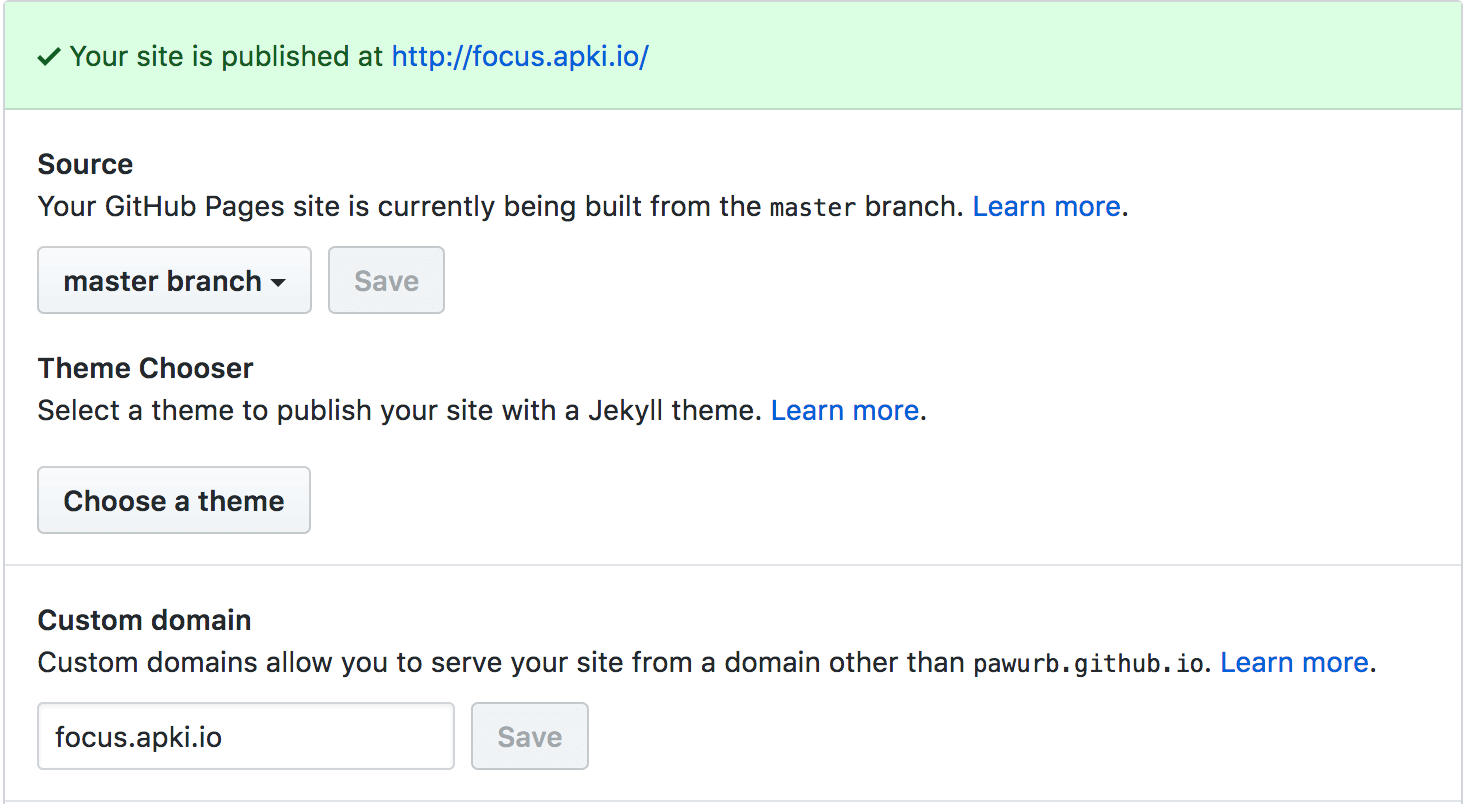 Your site is published at http://focus.apki.io/
Source
Your GitHub Pages site is currently being built from the master branch. Learn more.
master branch Save
Theme Chooser
Select a theme to publish your site with a Jekyll theme. Learn more.
Choose a theme
Custom domain
Custom domains allow you to serve your site from a domain other than pawurb.github.io. Learn more.
focus.apki.io Save